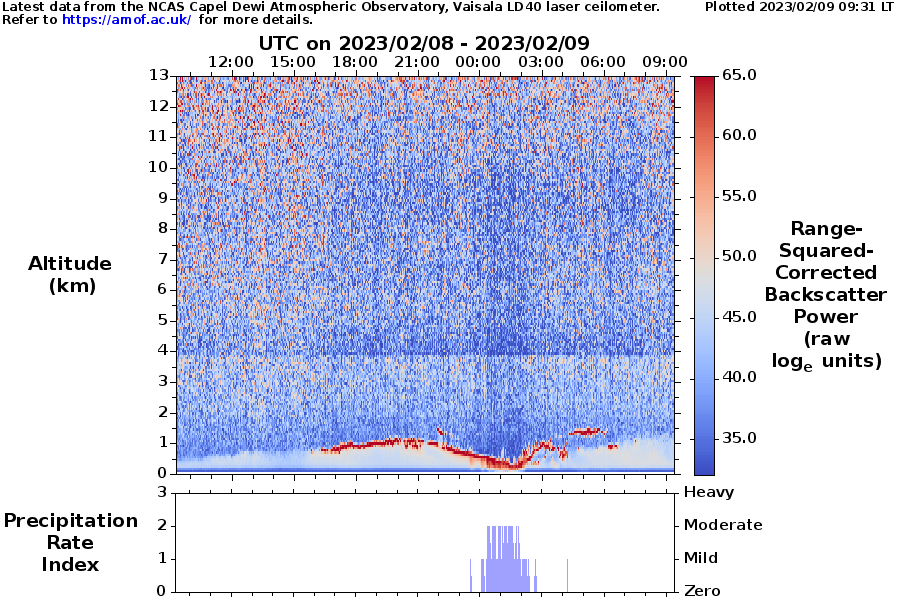 Latest data from the NCAS Capel Dewi Atmospheric Observatory, Vaisala LD40 laser ceilometer. Plotted 2023/02/09 09:31 LT
Refer to https://amof.ac.uk/ for more details.
UTC on 2023/02/08 - 2023/02/09
12:00 15:00 18:00 21:00 00:00 03:00 06:00 09:00
13
12
11
10
9
8
7
6
5
4
3
2
1
0
Altitude
(km)
65.0
60.0
55.0
50.0
45.0
40.0
35.0
Range-
Squared-
Corrected
Backscatter
Power
(raw
logₑ units)
Precipitation
Rate
Index
3
2
1
0
Heavy
Moderate
Mild
Zero